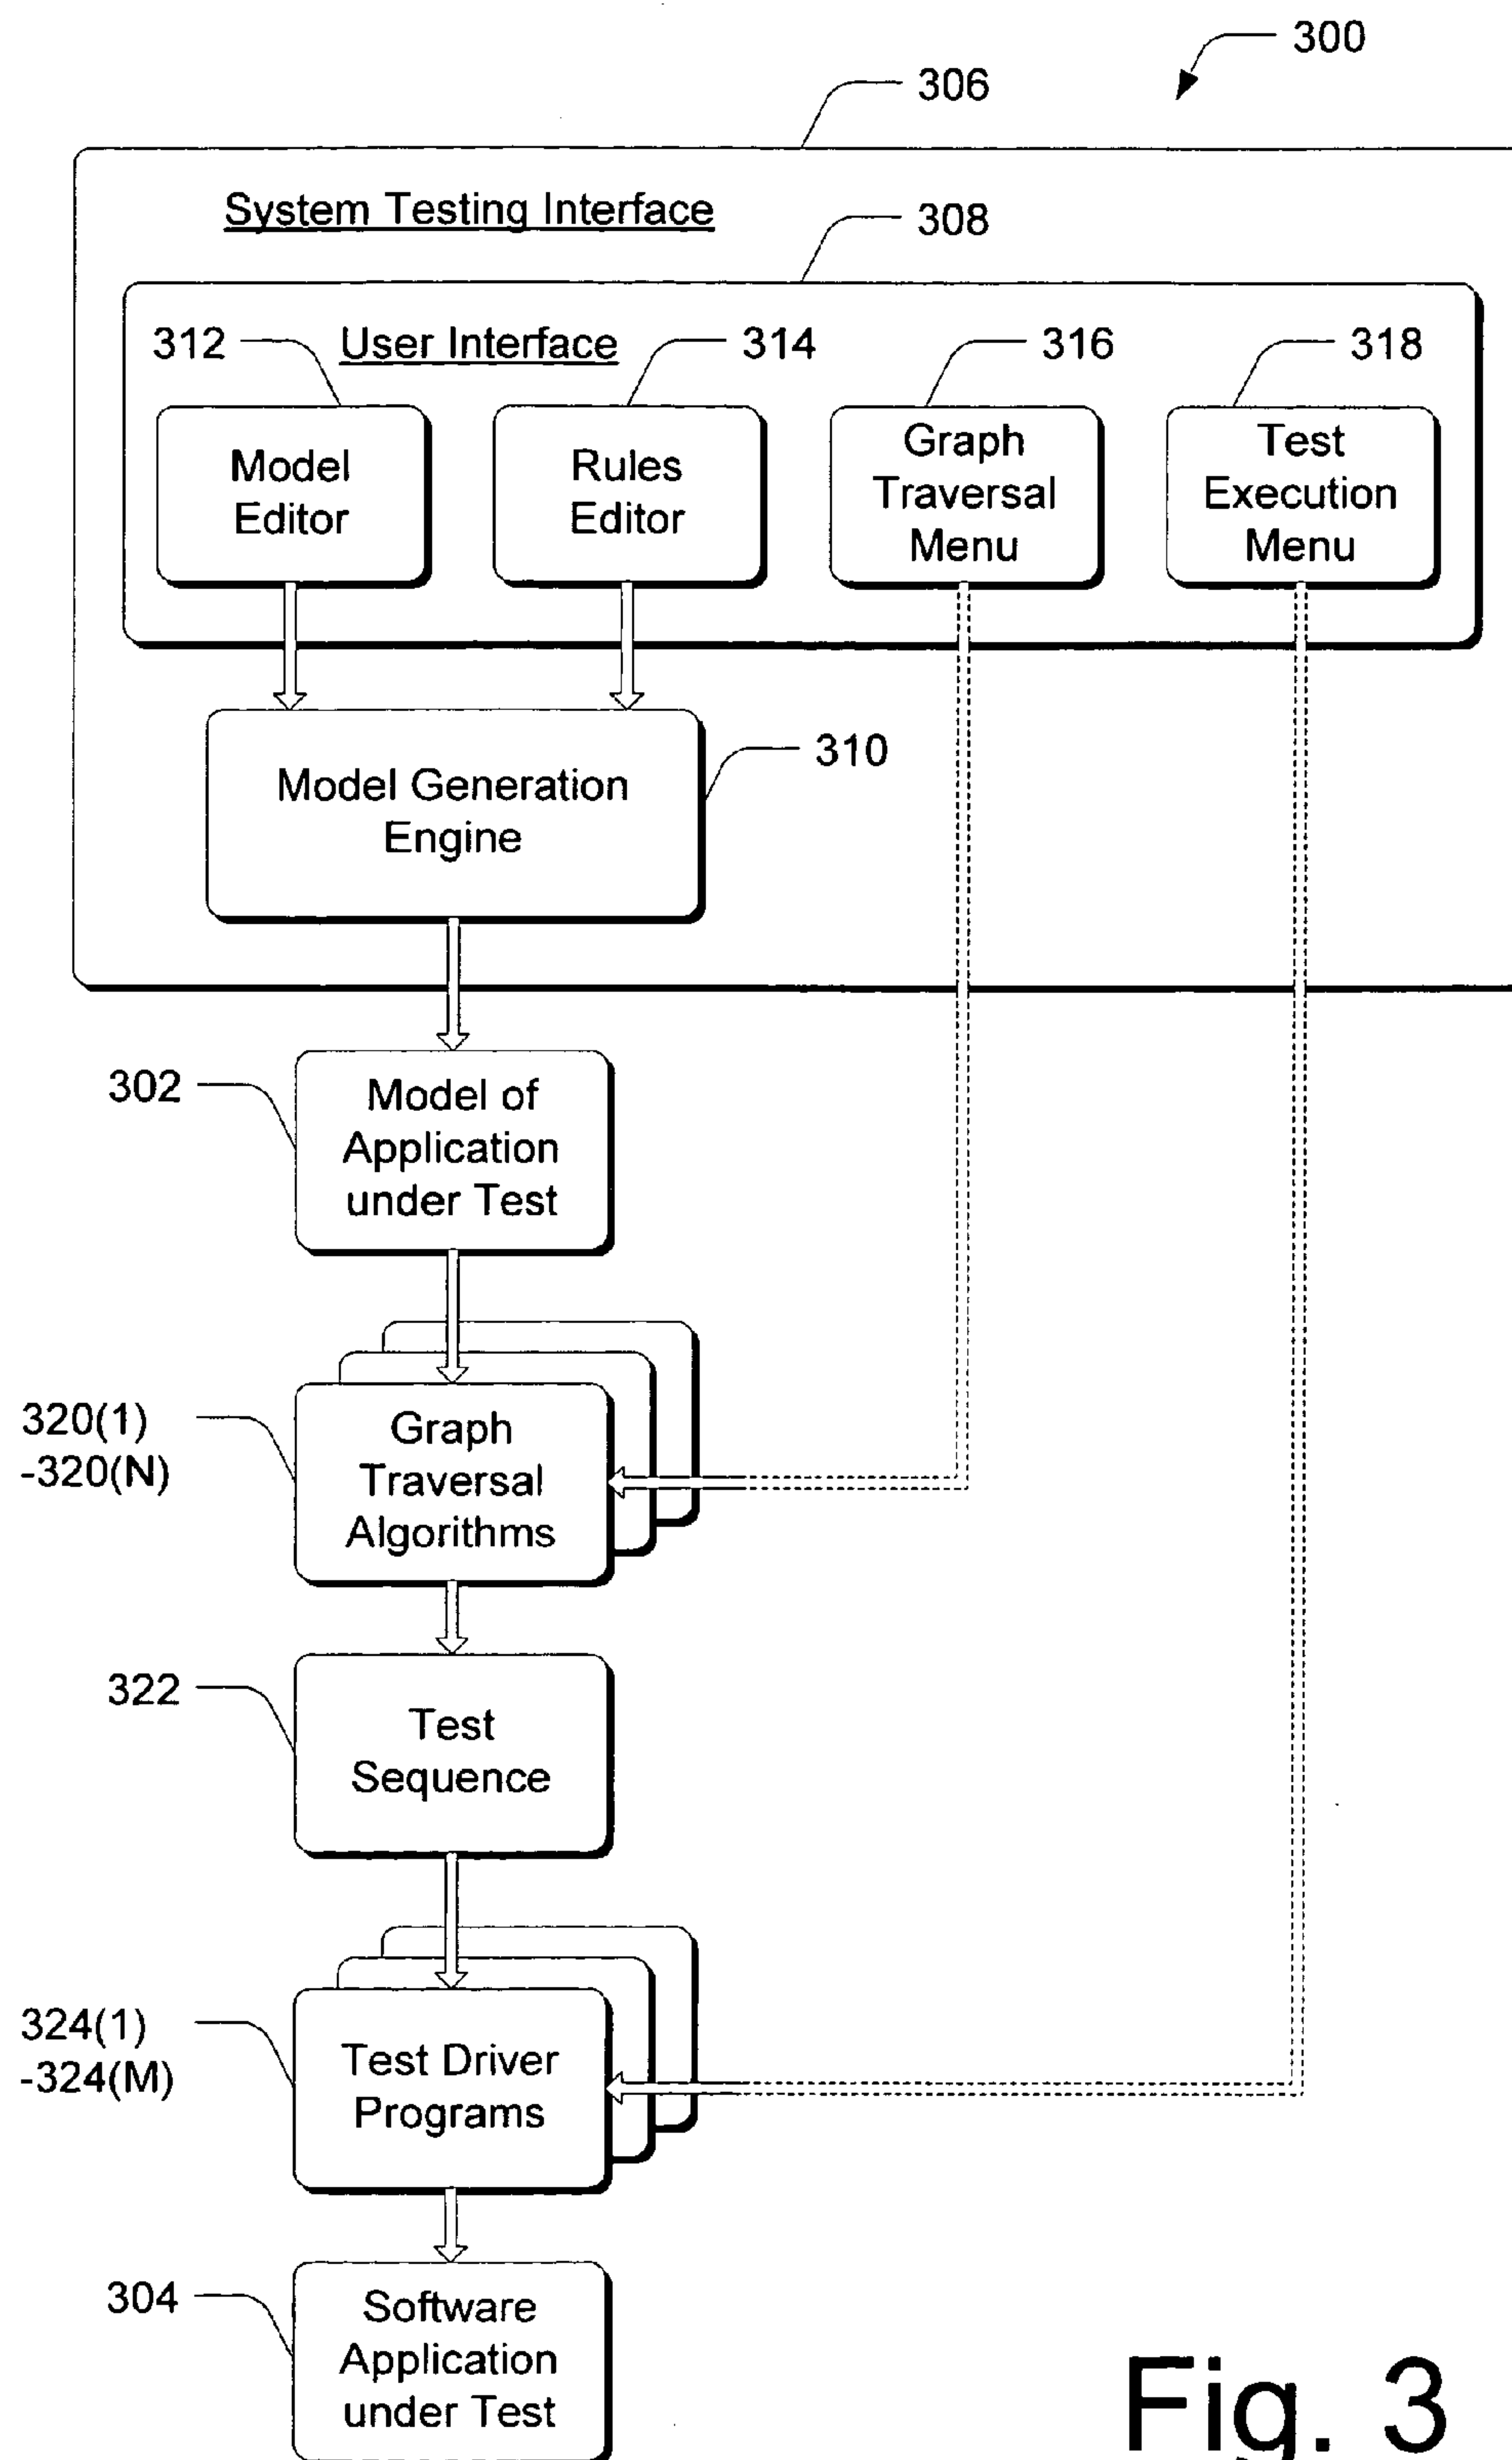 300
306
System Testing Interface
308
312
User Interface
314
316
318
Model
Editor
Rules
Editor
Graph
Traversal
Menu
Test
Execution
Menu
310
Model Generation
Engine
302
Model of
Application
under Test
320(1)
-320(N)
Graph
Traversal
Algorithms
322
Test
Sequence
324(1)
-324(M)
Test Driver
Programs
304
Software
Application
under Test
Fig. 3